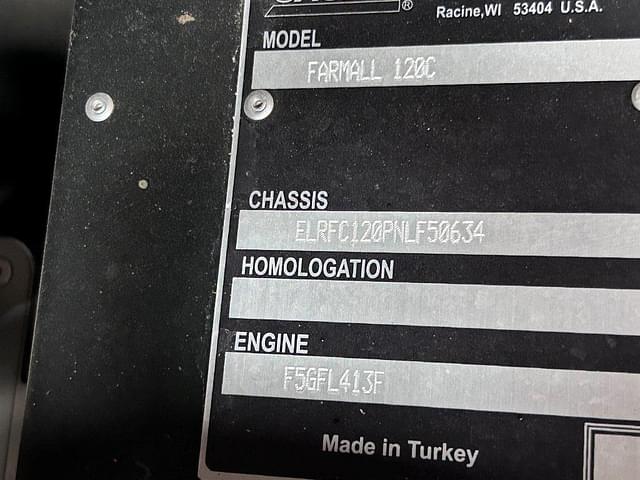 ®
Racine,WI 53404 U.S.A.
MODEL
FARMALL 120C
CHASSIS
ELRFC120PNLF50634
HOMOLOGATION
ENGINE
F5GFL413F
Made in Turkey